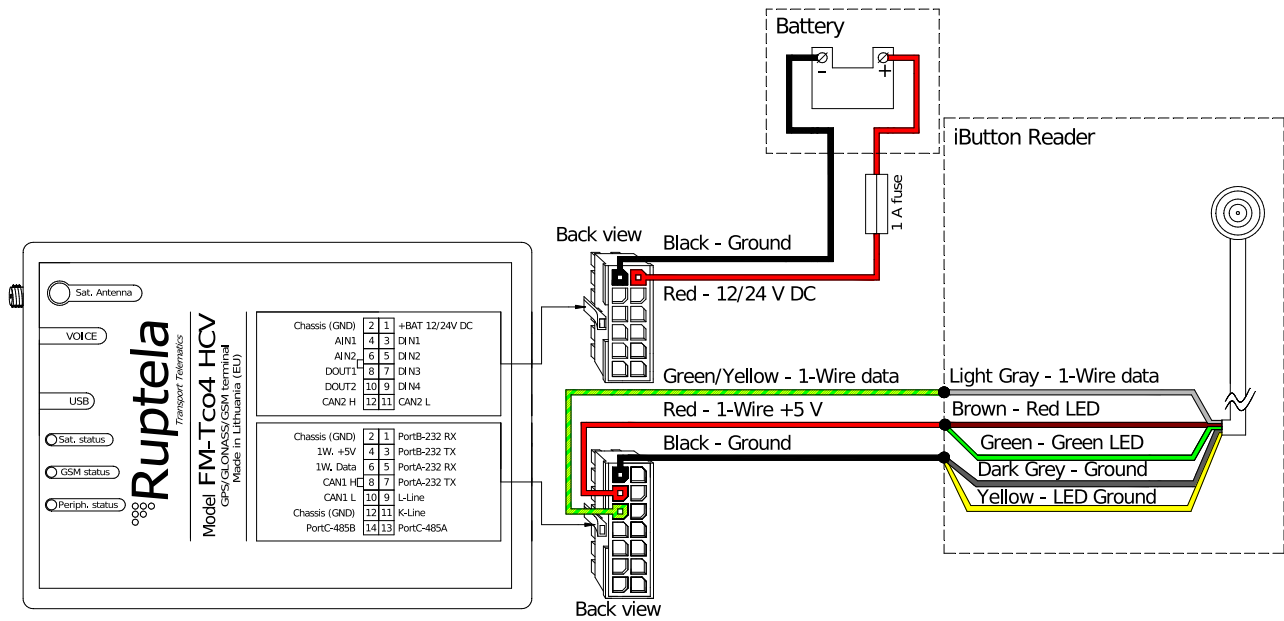 Battery
- +
1 A fuse
iButton Reader
Back view
Black - Ground
Red - 12/24 V DC
Sat. Antenna
VOICE
USB
Sat. status
GSM status
Periph. status
Ruptela
Transport Telematics
Model FM-Tco4 HCV
GPS/GLONASS/GSM terminal
Made in Lithuania (EU)
Chassis (GND) 2 1 +BAT 12/24V DC
AIN1 4 3 DIN1
AIN2 6 5 DIN2
DOUT1 8 7 DIN3
DOUT2 10 9 DIN4
CAN2 H 12 11 CAN2 L
Chassis (GND) 2 1 PortB-232 RX
1W. +5V 4 3 PortB-232 TX
1W. Data 6 5 PortA-232 RX
CAN1 H 8 7 PortA-232 TX
CAN1 L 10 9 L-Line
Chassis (GND) 12 11 K-Line
PortC-485B 14 13 PortC-485A
Green/Yellow - 1-Wire data
Red - 1-Wire +5 V
Black - Ground
Light Gray - 1-Wire data
Brown - Red LED
Green - Green LED
Dark Grey - Ground
Yellow - LED Ground
Back view